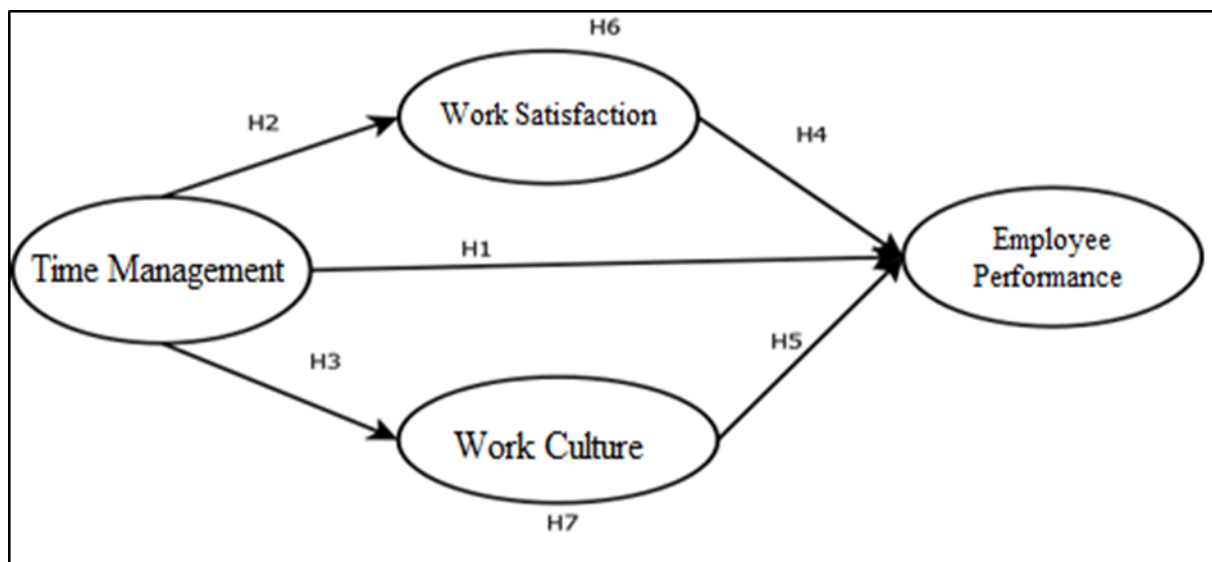 H6
Work Satisfaction
H2
H4
Time Management
H1
Employee
Performance
H3
H5
Work Culture
H7